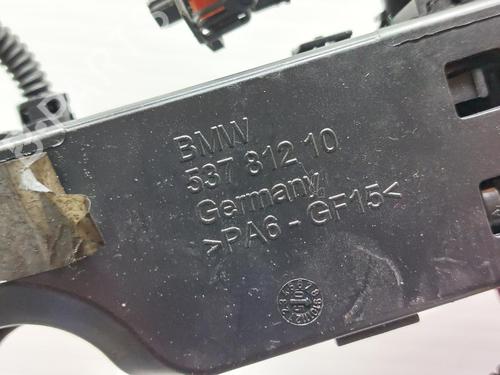 BMW
537 812 10
Germany
>PA6-GF15<